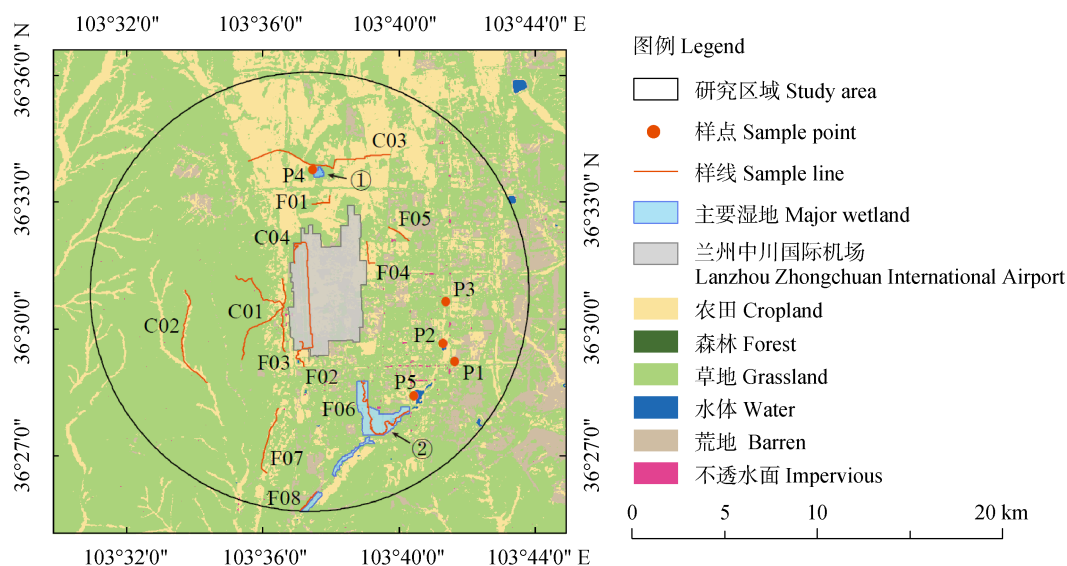 103°32'0" 103°36'0" 103°40'0" 103°44'0" E
36°36'0" N
36°33'0"
36°30'0"
36°27'0"
C03
P4
①
F01
F05
C04
F04
P3
C01
C02
P2
F03
F02
P1
P5
F06
②
F07
F08
36°33'0" N
36°30'0"
36°27'0"
103°32'0" 103°36'0" 103°40'0" 103°44'0" E
图例 Legend
研究区域 Study area
样点 Sample point
样线 Sample line
主要湿地 Major wetland
兰州中川国际机场
Lanzhou Zhongchuan International Airport
农田 Cropland
森林 Forest
草地 Grassland
水体 Water
荒地 Barren
不透水面 Impervious
0 5 10 20 km